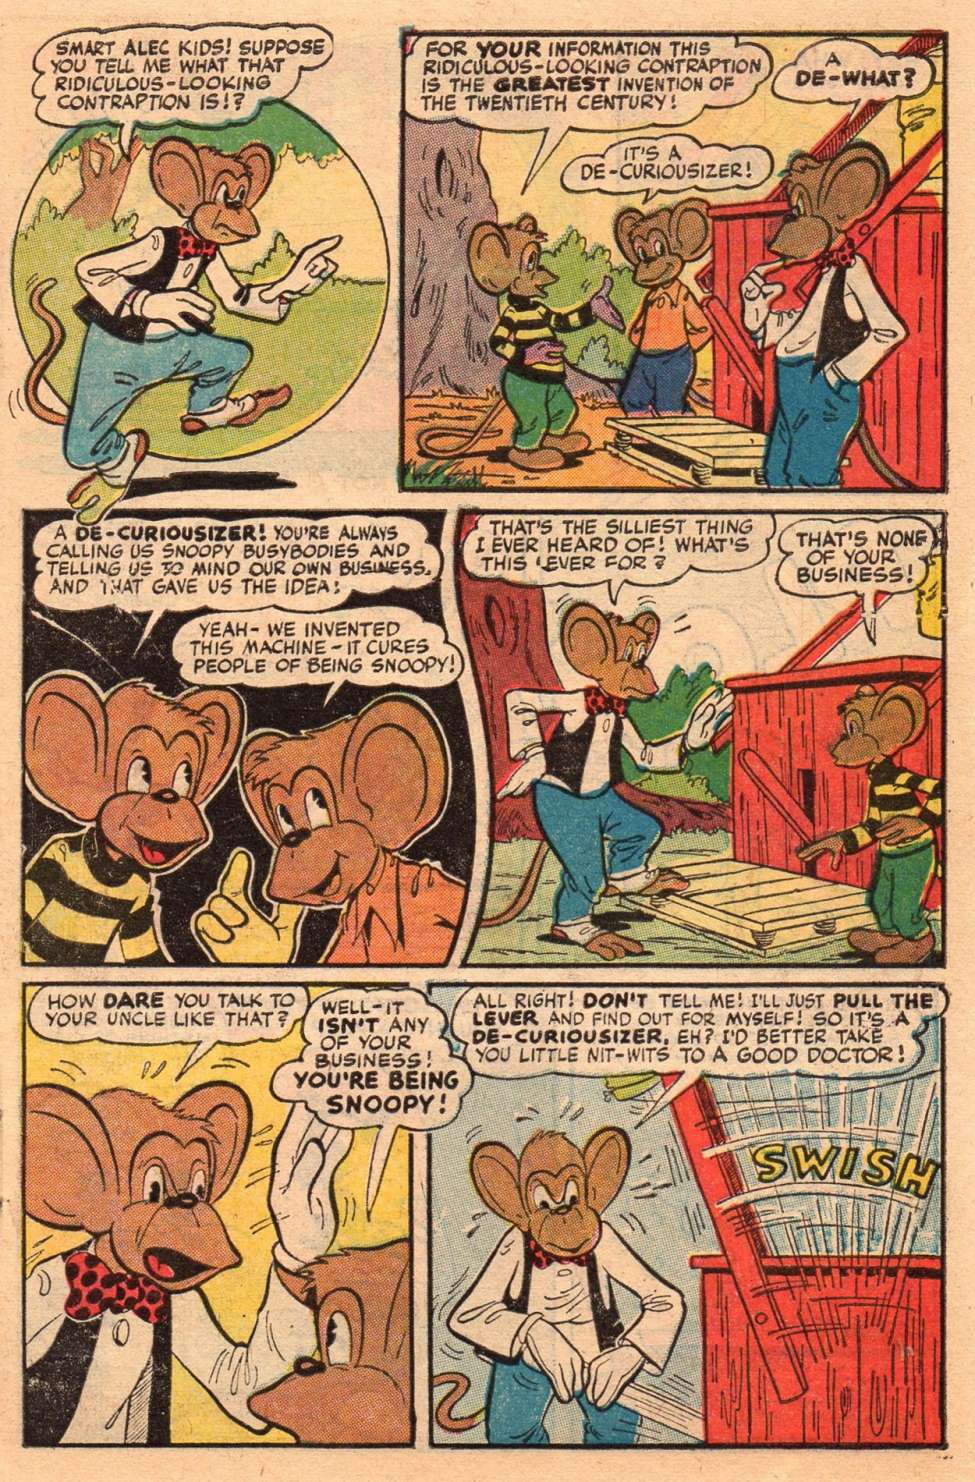 SMART ALEC KIDS! SUPPOSE
YOU TELL ME WHAT THAT
RIDICULOUS-LOOKING
CONTRAPTION IS!?
FOR YOUR INFORMATION THIS
RIDICULOUS-LOOKING CONTRAPTION
IS THE GREATEST INVENTION OF
THE TWENTIETH CENTURY!
IT'S A
DE-CURIOUSIZER!
A
DE-WHAT?
A DE-CURIOUSIZER! YOU'RE ALWAYS
CALLING US SNOOPY BUSYBODIES AND
TELLING US TO MIND OUR OWN BUSINESS,
AND THAT GAVE US THE IDEA!
YEAH- WE INVENTED
THIS MACHINE-IT CURES
PEOPLE OF BEING SNOOPY!
THAT'S THE SILLIEST THING
I EVER HEARD OF! WHAT'S
THIS LEVER FOR?
THAT'S NONE
OF YOUR
BUSINESS!
HOW DARE YOU TALK TO
YOUR UNCLE LIKE THAT?
WELL-IT
ISN'T ANY
OF YOUR
BUSINESS!
YOU'RE BEING
SNOOPY!
ALL RIGHT! DON'T TELL ME! I'LL JUST PULL THE
LEVER AND FIND OUT FOR MYSELF! SO IT'S A
DE-CURIOUSIZER, EH? I'D BETTER TAKE
YOU LITTLE NIT-WITS TO A GOOD DOCTOR!
SWISH